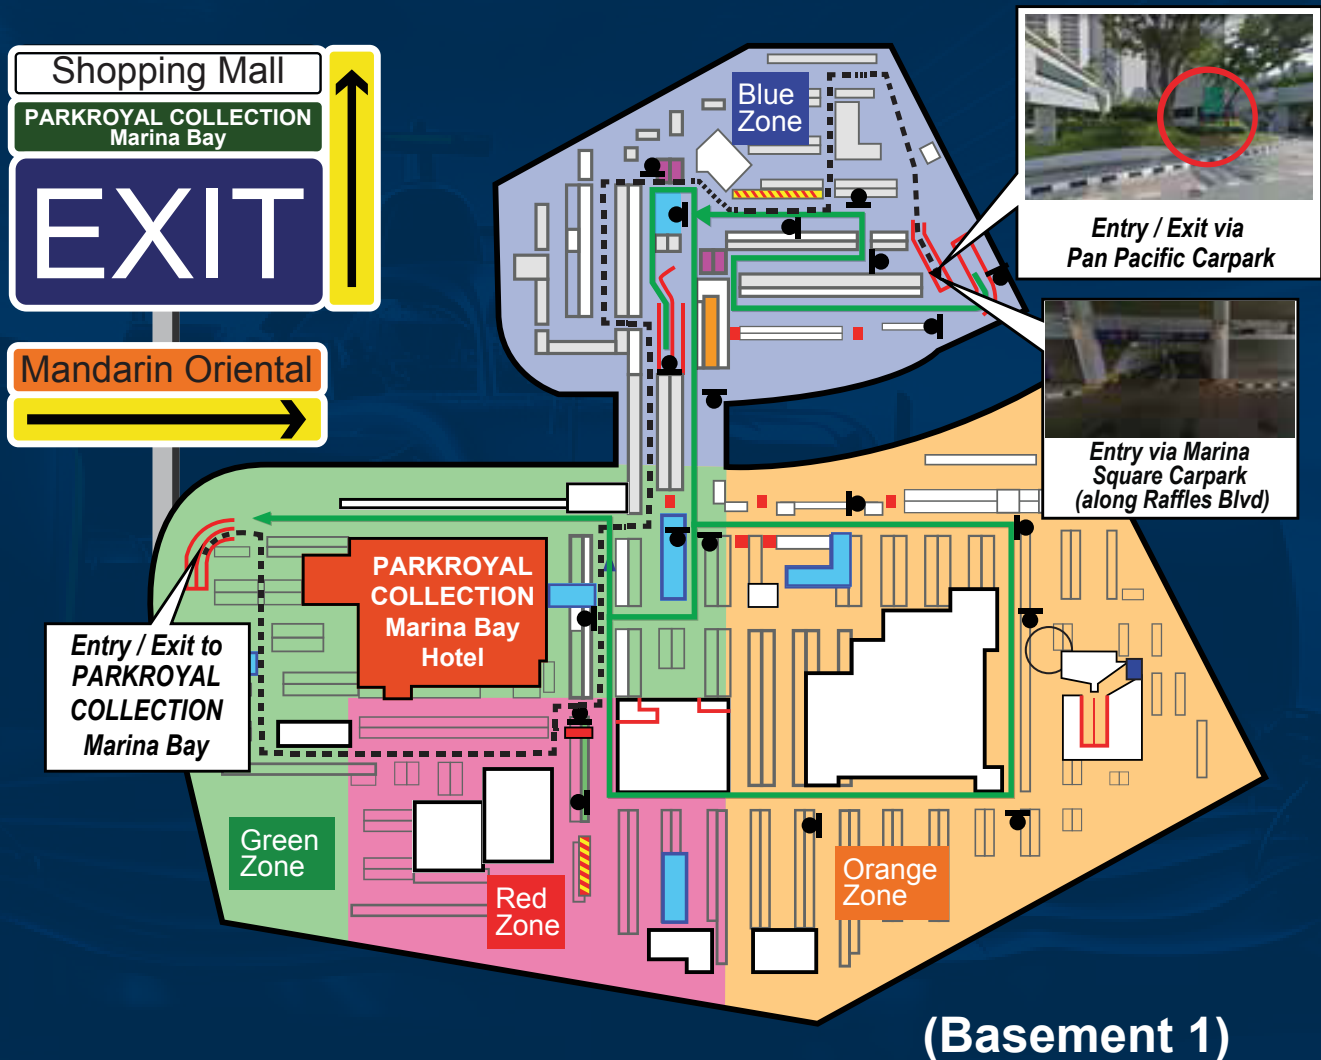 Shopping Mall
PARKROYAL COLLECTION
Marina Bay
EXIT
Mandarin Oriental
Blue
Zone
Entry / Exit via
Pan Pacific Carpark
Entry via Marina
Square Carpark
(along Raffles Blvd)
PARKROYAL
COLLECTION
Marina Bay
Hotel
Entry / Exit to
PARKROYAL
COLLECTION
Marina Bay
Green
Zone
Red
Zone
Orange
Zone
(Basement 1)